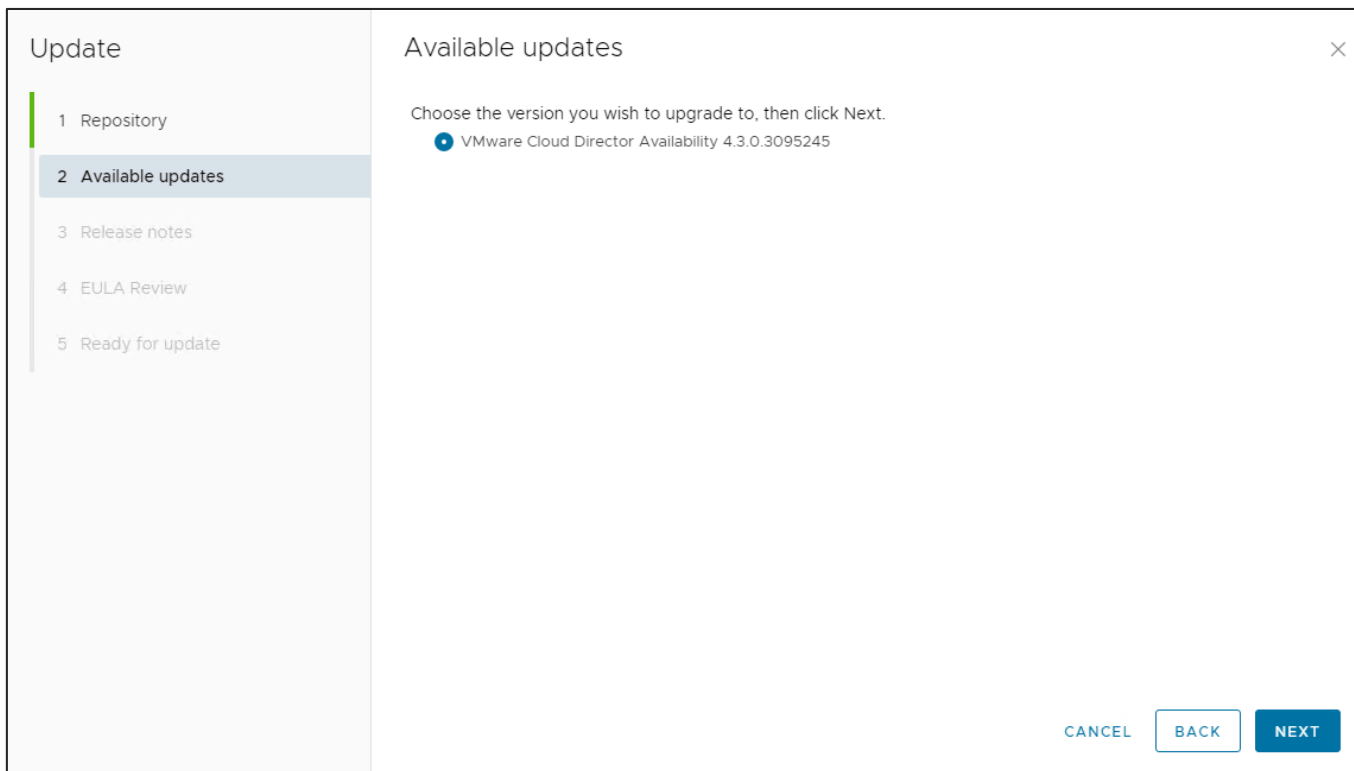 Update
1 Repository
2 Available updates
3 Release notes
4 EULA Review
5 Ready for update
Available updates
Choose the version you wish to upgrade to, then click Next.
VMware Cloud Director Availability 4.3.0.3095245
CANCEL BACK NEXT